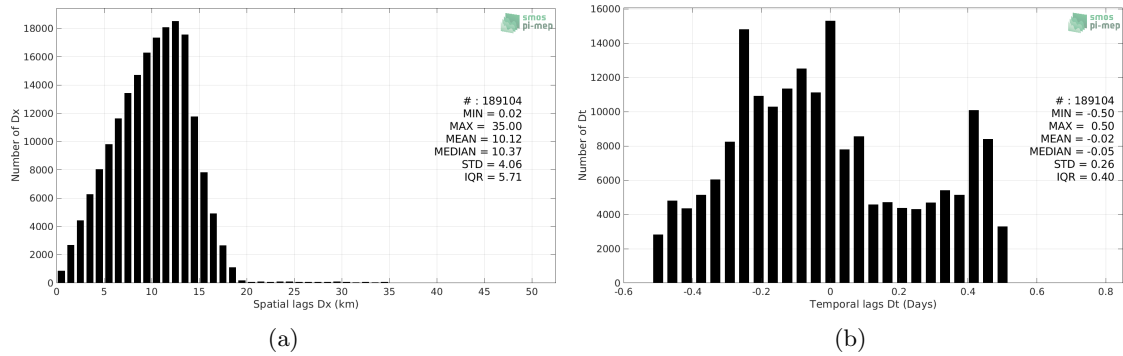 smos
pi-mep
# : 189104
MIN = 0.02
MAX = 35.00
MEAN = 10.12
MEDIAN = 10.37
STD = 4.06
IQR = 5.71
Number of Dx
18000
16000
14000
12000
10000
8000
6000
4000
2000
0
0 5 10 15 20 25 30 35 40 45 50
Spatial lags Dx (km)
(a)
smos
pi-mep
# : 189104
MIN = -0.50
MAX = 0.50
MEAN = -0.02
MEDIAN = -0.05
STD = 0.26
IQR = 0.40
Number of Dt
16000
14000
12000
10000
8000
6000
4000
2000
0
-0.6 -0.4 -0.2 0 0.2 0.4 0.6 0.8
Temporal lags Dt (Days)
(b)